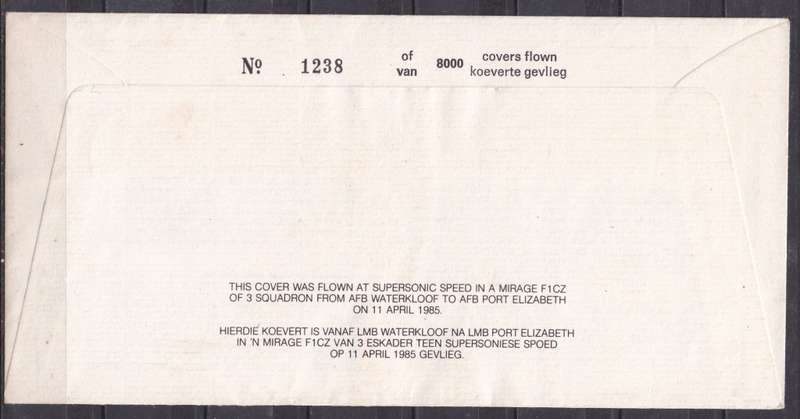 Nº 1238 of van 8000 covers flown koeverte gevlieg
THIS COVER WAS FLOWN AT SUPERSONIC SPEED IN A MIRAGE F1CZ
OF 3 SQUADRON FROM AFB WATERKLOOF TO AFB PORT ELIZABETH
ON 11 APRIL 1985.
HIERDIE KOEVERT IS VANAF LMB WATERKLOOF NA LMB PORT ELIZABETH
IN 'N MIRAGE F1CZ VAN 3 ESKADER TEEN SUPERSONIESE SPOED
OP 11 APRIL 1985 GEVLIEG.